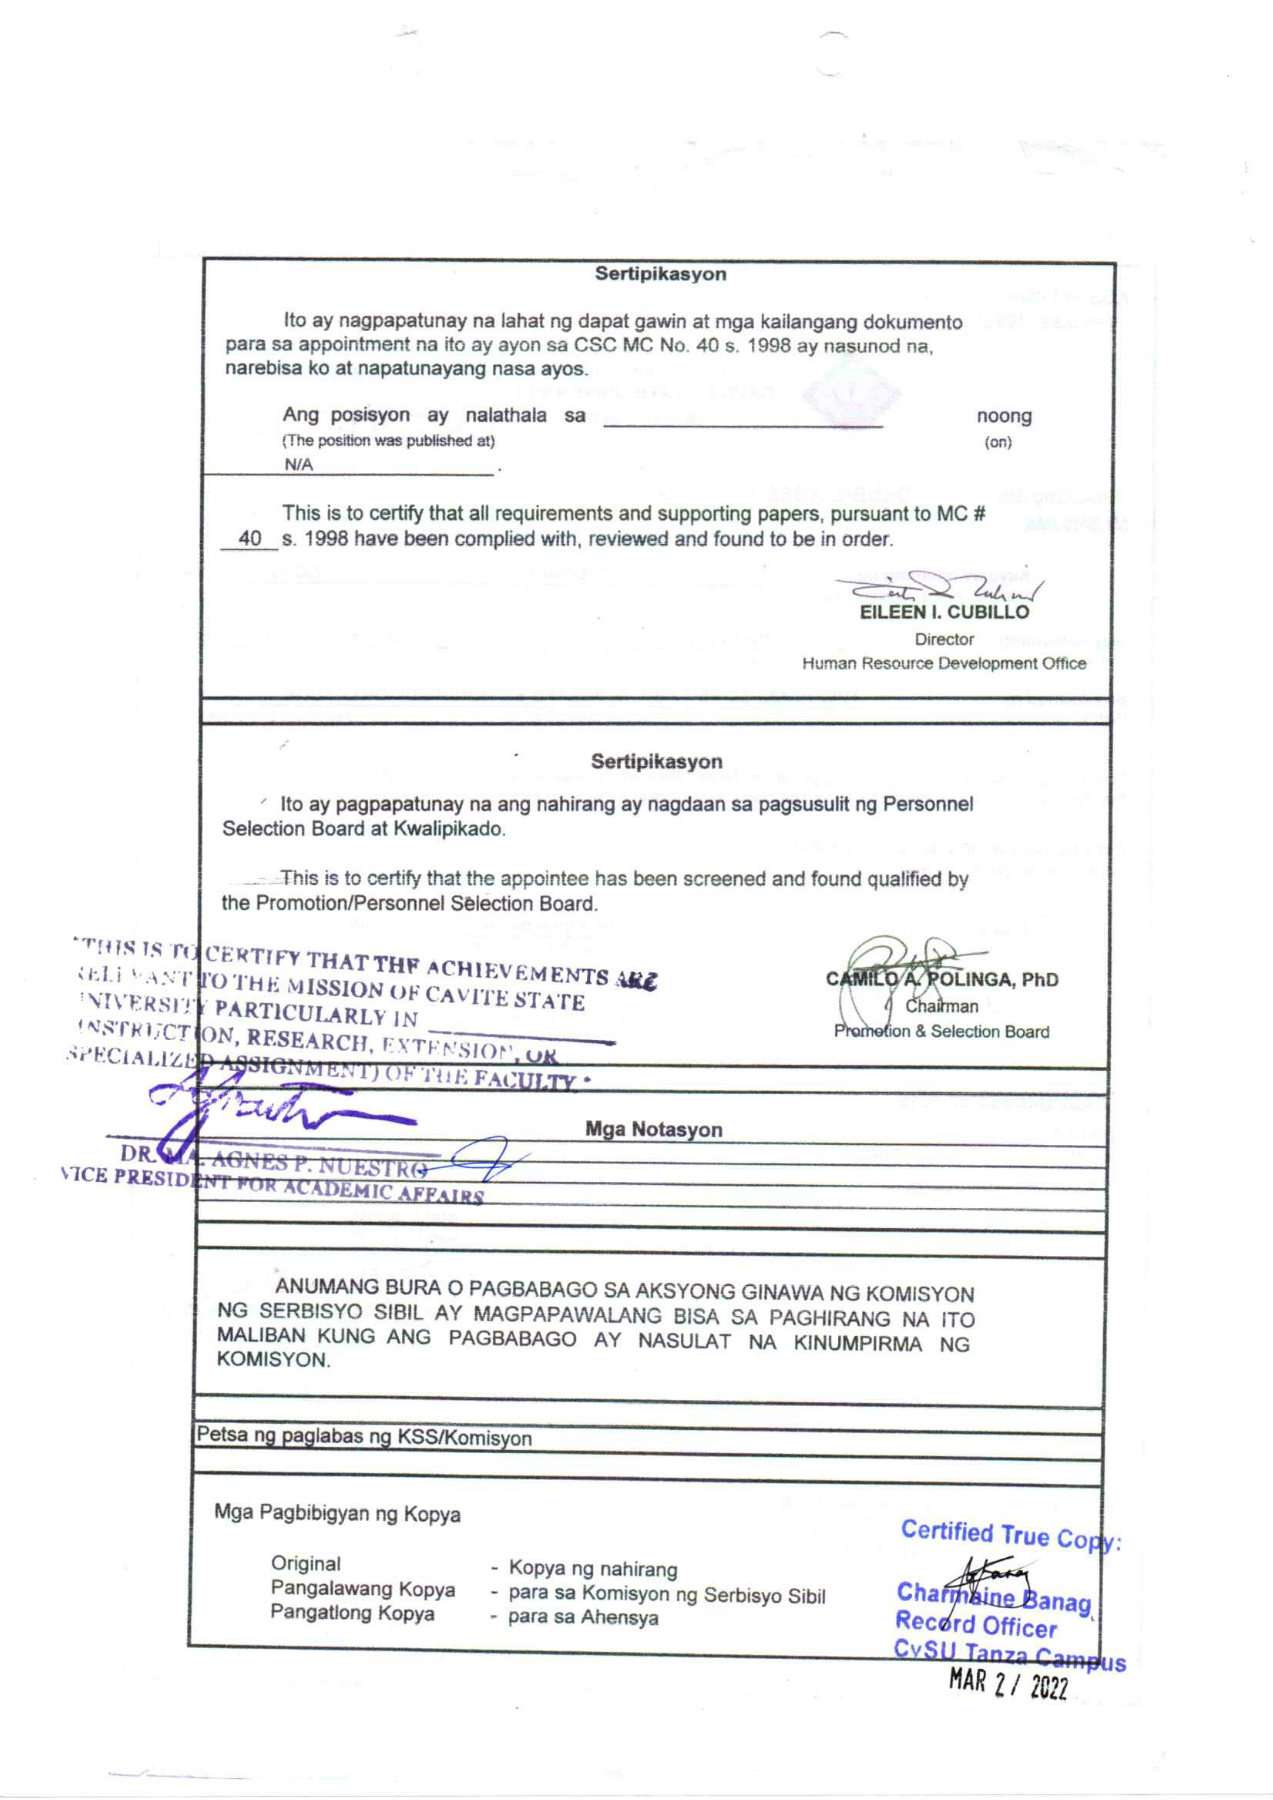 Sertipikasyon
Ito ay nagpapatunay na lahat ng dapat gawin at mga kailangang dokumento
para sa appointment na ito ay ayon sa CSC MC No. 40 s. 1998 ay nasunod na,
narebisa ko at napatunayang nasa ayos.
Ang posisyon ay nalathala sa ____ noong
(The position was published at) (on)
N/A ____.
This is to certify that all requirements and supporting papers, pursuant to MC #
40 s. 1998 have been complied with, reviewed and found to be in order.
EILEEN I. CUBILLO
Director
Human Resource Development Office
Sertipikasyon
Ito ay pagpapatunay na ang nahirang ay nagdaan sa pagsusulit ng Personnel
Selection Board at Kwalipikado.
This is to certify that the appointee has been screened and found qualified by
the Promotion/Personnel Selection Board.
CAMILO A. POLINGA, PhD
Chairman
Promotion & Selection Board
"THIS IS TO CERTIFY THAT THE ACHIEVEMENTS ARE
RELEVANT TO THE MISSION OF CAVITE STATE
UNIVERSITY PARTICULARLY IN ____
INSTRUCTION, RESEARCH, EXTENSION, OR
SPECIALIZED ASSIGNMENT) OF THE FACULTY "
DR. MA. AGNES P. NUESTRO
VICE PRESIDENT FOR ACADEMIC AFFAIRS
Mga Notasyon
ANUMANG BURA O PAGBABAGO SA AKSYONG GINAWA NG KOMISYON
NG SERBISYO SIBIL AY MAGPAPAWALANG BISA SA PAGHIRANG NA ITO
MALIBAN KUNG ANG PAGBABAGO AY NASULAT NA KINUMPIRMA NG
KOMISYON.
Petsa ng paglabas ng KSS/Komisyon
Mga Pagbibigyan ng Kopya
Original - Kopya ng nahirang
Pangalawang Kopya - para sa Komisyon ng Serbisyo Sibil
Pangatlong Kopya - para sa Ahensya
Certified True Copy:
Charmaine Banag
Record Officer
CvSU Tanza Campus
MAR 2 / 2022